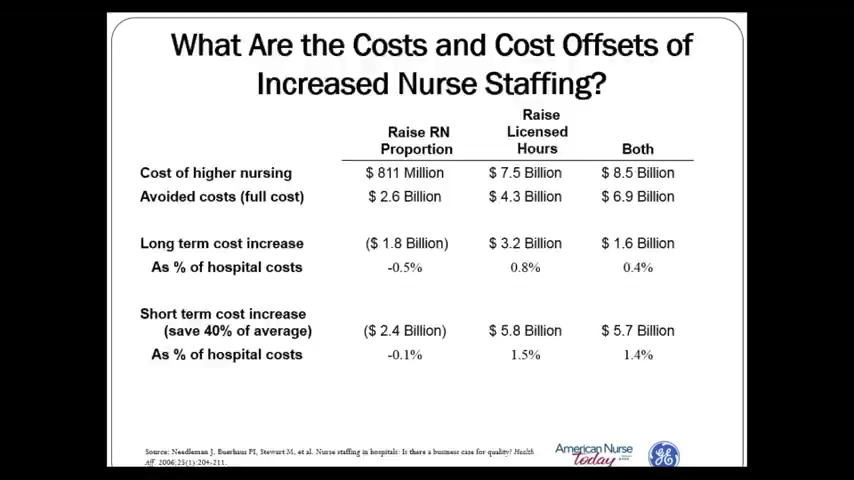 What Are the Costs and Cost Offsets of
Increased Nurse Staffing?
Raise RN Proportion Raise Licensed Hours Both
Cost of higher nursing $ 811 Million $ 7.5 Billion $ 8.5 Billion
Avoided costs (full cost) $ 2.6 Billion $ 4.3 Billion $ 6.9 Billion
Long term cost increase ($ 1.8 Billion) $ 3.2 Billion $ 1.6 Billion
As % of hospital costs -0.5% 0.8% 0.4%
Short term cost increase
(save 40% of average) ($ 2.4 Billion) $ 5.8 Billion $ 5.7 Billion
As % of hospital costs -0.1% 1.5% 1.4%
Source: Needleman J, Buerhaus PI, Stewart M, et al. Nurse staffing in hospitals: Is there a business case for quality? Health
Aff. 2006;25(1):204-211.
American Nurse
Today
GE